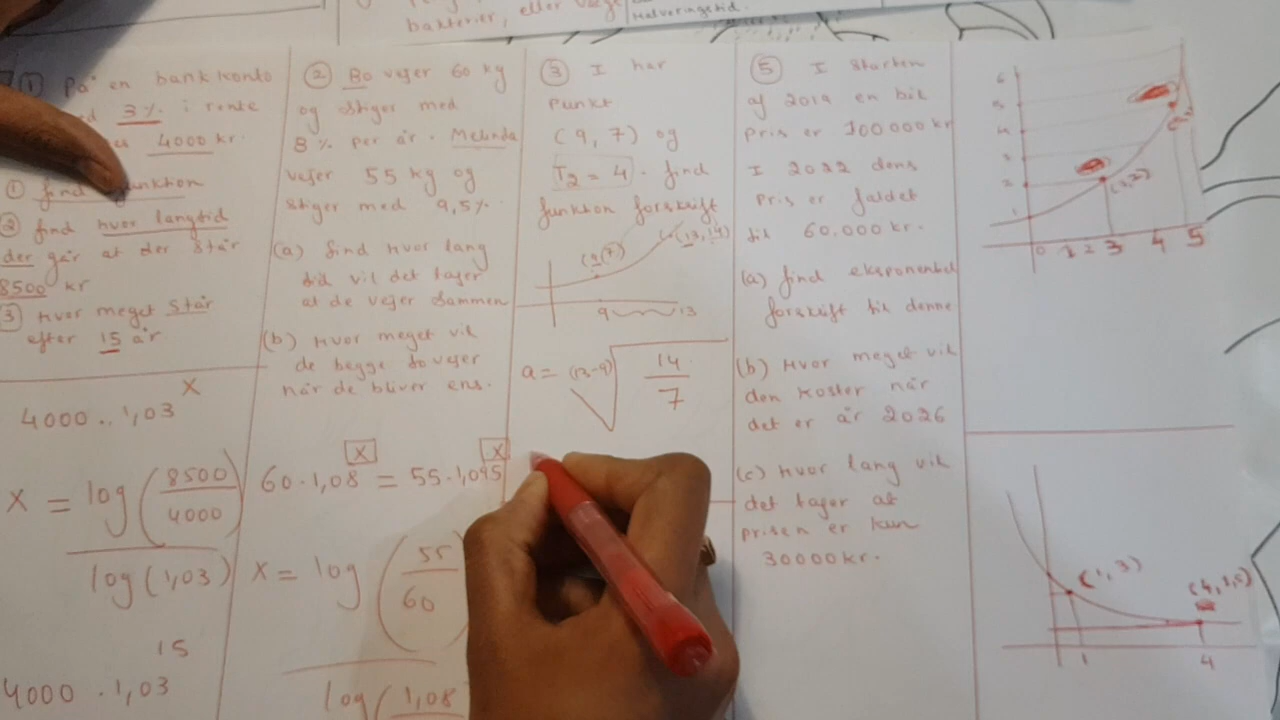 bakterier, eller
Halveringstid.
① På en bankkonto
3% i rente
4000 kr.
① find
② find hvor langtid
der går at der står
8500 kr
③ Hvor meget står
efter 15 år
4000 · 1,03 x
x = log (8500/4000)
log (1,03)
4000 · 1,03 15
② Bo vejer 60 kg
og stiger med
8 % per år. Melinda
vejer 55 kg og
stiger med 9,5%.
(a) find hvor lang
tid vil det tager
at de vejer sammen
(b) Hvor meget vil
de begge to vejer
når de bliver ens.
60 · 1,08 x = 55 · 1,095 x
x = log (55/60
log ( 1,08
③ I har
punkt
(9, 7) og
T2 = 4. find
funktion forskrift
(9,7)
(13,14)
9 13
a = (13-9)√ 14/7
⑤ I starten
af 2019 en bil
pris er 100000 kr
I 2022 dens
pris er faldet
til 60.000 kr.
(a) find eksponentiel
forskrift til denne
(b) Hvor meget vil
den koster når
det er år 2026
(c) Hvor lang vil
det tager at
prisen er kun
30000 kr.
6
5
4
3
2
1
(3,2)
0 1 2 3 4 5
(1, 3)
(4, 1,5)
1 4